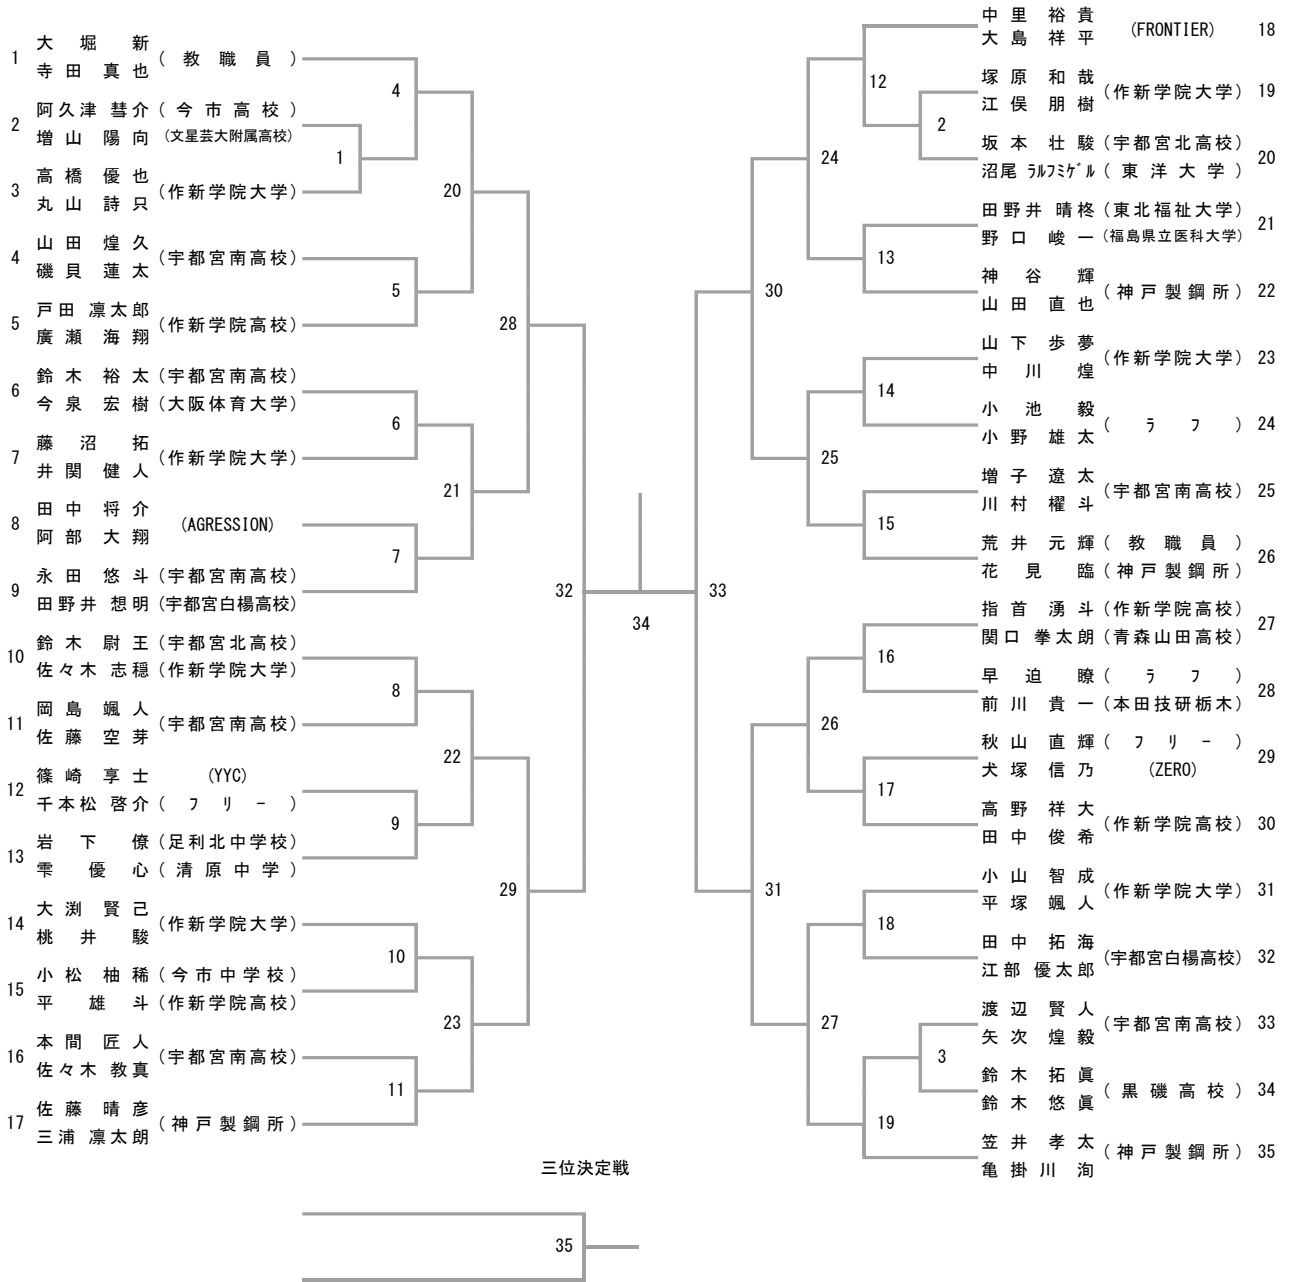 1 大堀 新 (教職員)
寺田 真也
2 阿久津 彗介 (今市高校)
増山 陽向 (文星芸大附属高校)
3 高橋 優也 (作新学院大学)
丸山 詩只
4 山田 煌久 (宇都宮南高校)
磯貝 蓮太
5 戸田 凛太郎 (作新学院高校)
廣瀬 海翔
6 鈴木 裕太 (宇都宮南高校)
今泉 宏樹 (大阪体育大学)
7 藤沼 拓 (作新学院大学)
井関 健人
8 田中 将介 (AGRESSION)
阿部 大翔
9 永田 悠斗 (宇都宮南高校)
田野井 想明 (宇都宮白楊高校)
10 鈴木 尉王 (宇都宮北高校)
佐々木 志穏 (作新学院大学)
11 岡島 颯人 (宇都宮南高校)
佐藤 空芽
12 篠崎 享士 (YYC)
千本松 啓介 (フリー)
13 岩下 僚 (足利北中学校)
雫 優心 (清原中学)
14 大渕 賢己 (作新学院大学)
桃井 駿
15 小松 柚稀 (今市中学校)
平 雄斗 (作新学院高校)
16 本間 匠人 (宇都宮南高校)
佐々木 教真
17 佐藤 晴彦 (神戸製鋼所)
三浦 凛太朗
4
1
20
5
28
6
21
7
32
8
22
9
29
10
23
11
34
33
12
2
24
13
30
14
25
15
16
26
17
31
18
27
3
19
中里 裕貴 (FRONTIER) 18
大島 祥平
塚原 和哉 (作新学院大学) 19
江俣 朋樹
坂本 壮駿 (宇都宮北高校) 20
沼尾 ラルフミゲル (東洋大学)
田野井 晴柊 (東北福祉大学) 21
野口 峻一 (福島県立医科大学)
神谷 輝 (神戸製鋼所) 22
山田 直也
山下 歩夢 (作新学院大学) 23
中川 煌
小池 毅 (ラフ) 24
小野 雄太
増子 遼太 (宇都宮南高校) 25
川村 櫂斗
荒井 元輝 (教職員) 26
花見 臨 (神戸製鋼所)
指首 湧斗 (作新学院高校) 27
関口 拳太朗 (青森山田高校)
早迫 瞭 (ラフ) 28
前川 貴一 (本田技研栃木)
秋山 直輝 (フリー) 29
犬塚 信乃 (ZERO)
高野 祥大 (作新学院高校) 30
田中 俊希
小山 智成 (作新学院大学) 31
平塚 颯人
田中 拓海 (宇都宮白楊高校) 32
江部 優太郎
渡辺 賢人 (宇都宮南高校) 33
矢次 煌毅
鈴木 拓眞 (黒磯高校) 34
鈴木 悠眞
笠井 孝太 (神戸製鋼所) 35
亀掛川 洵
三位決定戦
35